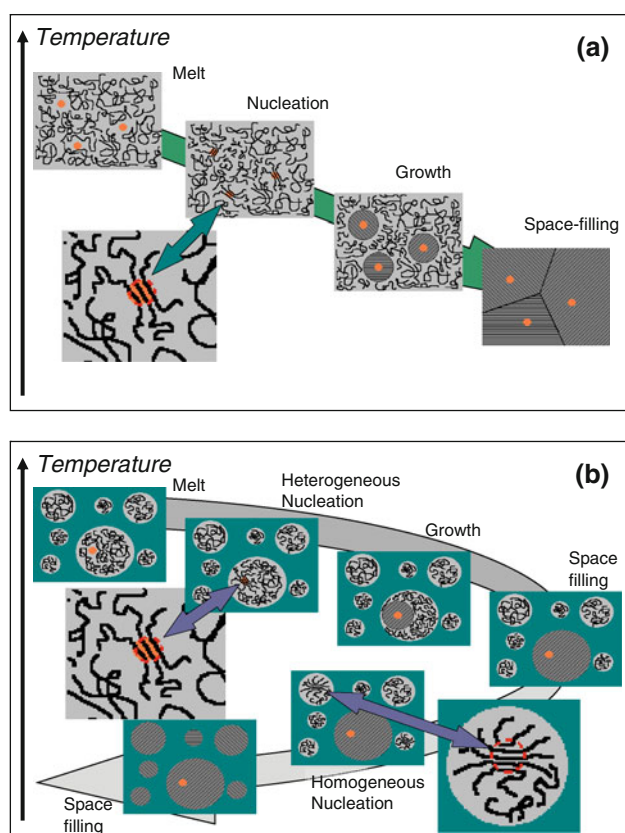 Temperature
(a)
Melt
Nucleation
Growth
Space-filling
Temperature
(b)
Melt
Heterogeneous
Nucleation
Growth
Space
filling
Homogeneous
Nucleation
Space
filling